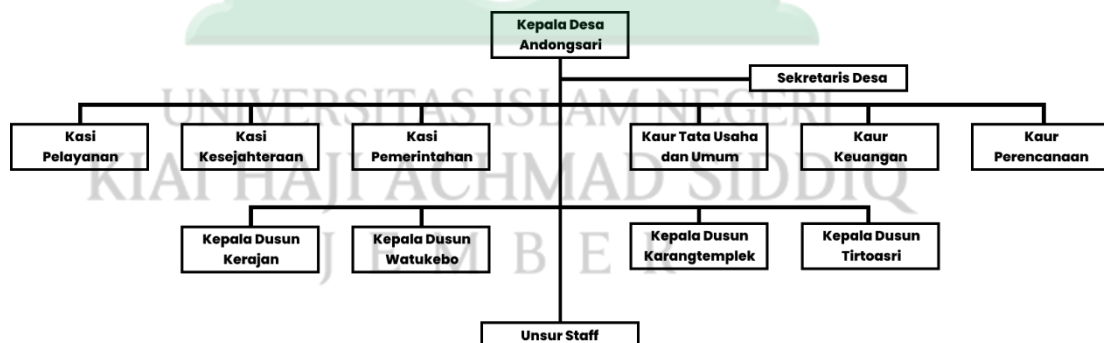 Kepala Desa
Andongsari
Sekretaris Desa
UNIVERSITAS ISLAM NEGERI
Kasi
Pelayanan
Kasi
Kesejahteraan
Kasi
Pemerintahan
Kaur Tata Usaha
dan Umum
Kaur
Keuangan
Kaur
Perencanaan
KIAI HAJI ACHMAD SIDDIQ
Kepala Dusun
Kerajan
Kepala Dusun
Watukebo
Kepala Dusun
Karangtemplek
Kepala Dusun
Tirtoasri
JEMBER
Unsur Staff